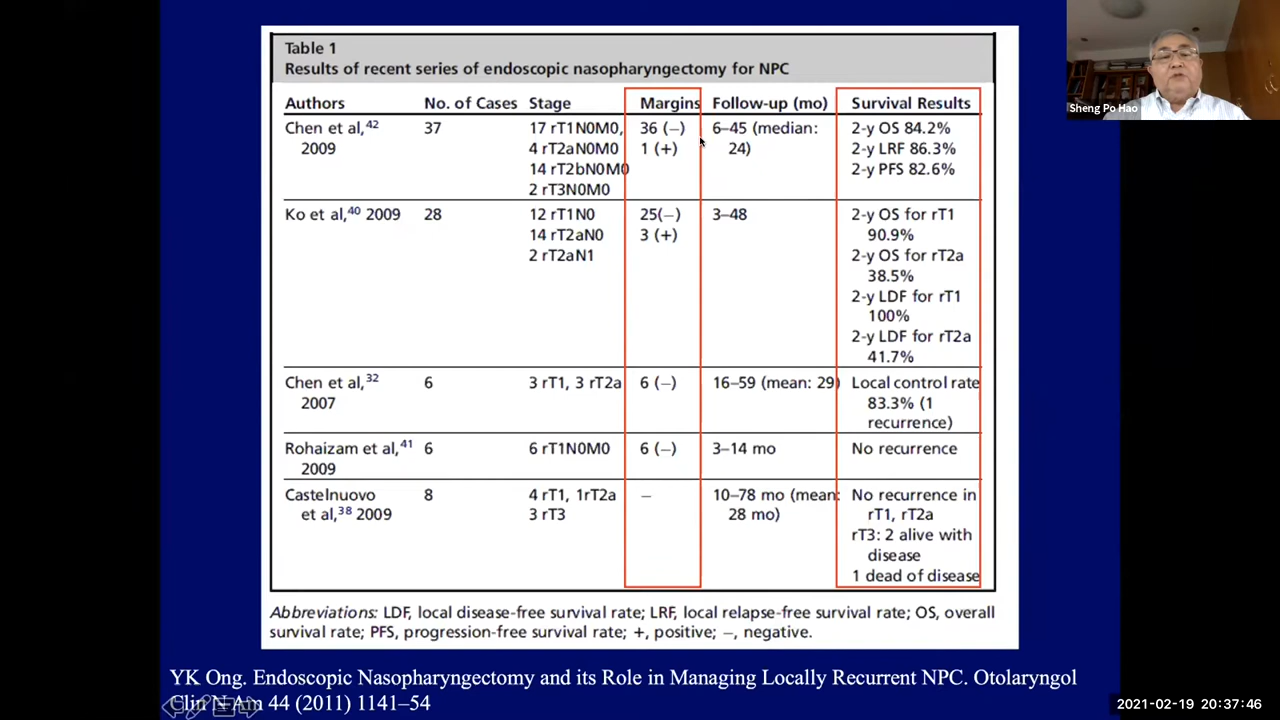 Table 1
Results of recent series of endoscopic nasopharyngectomy for NPC
Authors No. of Cases Stage Margins Follow-up (mo) Survival Results
Chen et al,42 37 17 rT1N0M0, 36 (−) 6–45 (median: 2-y OS 84.2%
2009 4 rT2aN0M0 1 (+) 24) 2-y LRF 86.3%
14 rT2bN0M0 2-y PFS 82.6%
2 rT3N0M0
Ko et al,40 2009 28 12 rT1N0 25(−) 3–48 2-y OS for rT1
14 rT2aN0 3 (+) 90.9%
2 rT2aN1 2-y OS for rT2a
38.5%
2-y LDF for rT1
100%
2-y LDF for rT2a
41.7%
Chen et al,32 6 3 rT1, 3 rT2a 6 (−) 16–59 (mean: 29) Local control rate
2007 83.3% (1
recurrence)
Rohaizam et al,41 6 6 rT1N0M0 6 (−) 3–14 mo No recurrence
2009
Castelnuovo 8 4 rT1, 1rT2a − 10–78 mo (mean: No recurrence in
et al,38 2009 3 rT3 28 mo) rT1, rT2a
rT3: 2 alive with
disease
1 dead of disease
Abbreviations: LDF, local disease-free survival rate; LRF, local relapse-free survival rate; OS, overall
survival rate; PFS, progression-free survival rate; +, positive; −, negative.
YK Ong. Endoscopic Nasopharyngectomy and its Role in Managing Locally Recurrent NPC. Otolaryngol
Clin N Am 44 (2011) 1141–54
Sheng Po Hao
2021-02-19 20:37:46